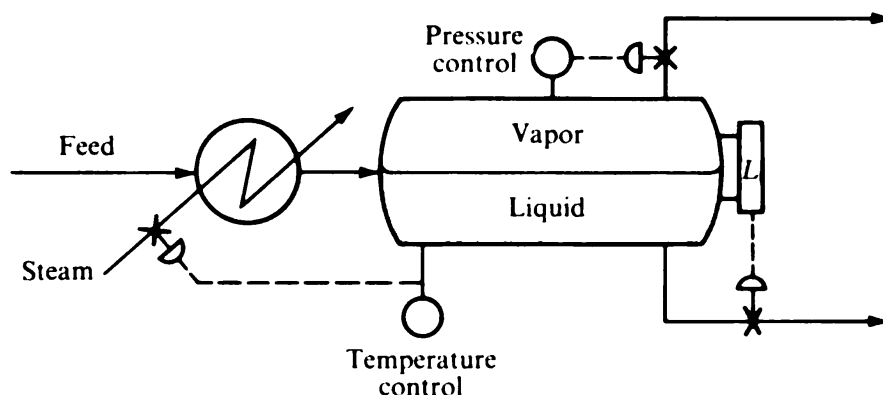 Pressure
control
Feed
Vapor
L
Liquid
Steam
Temperature
control